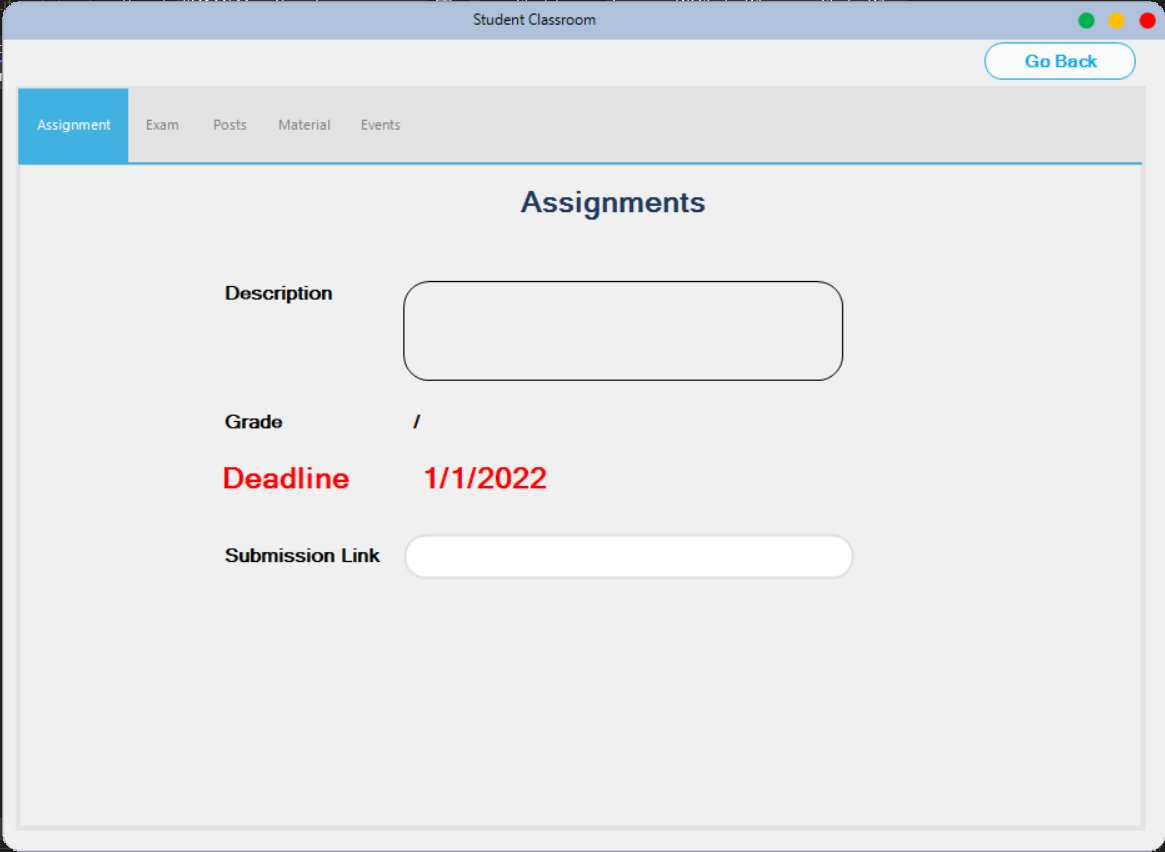 Student Classroom
Go Back
Assignment Exam Posts Material Events
Assignments
Description
Grade /
Deadline 1/1/2022
Submission Link